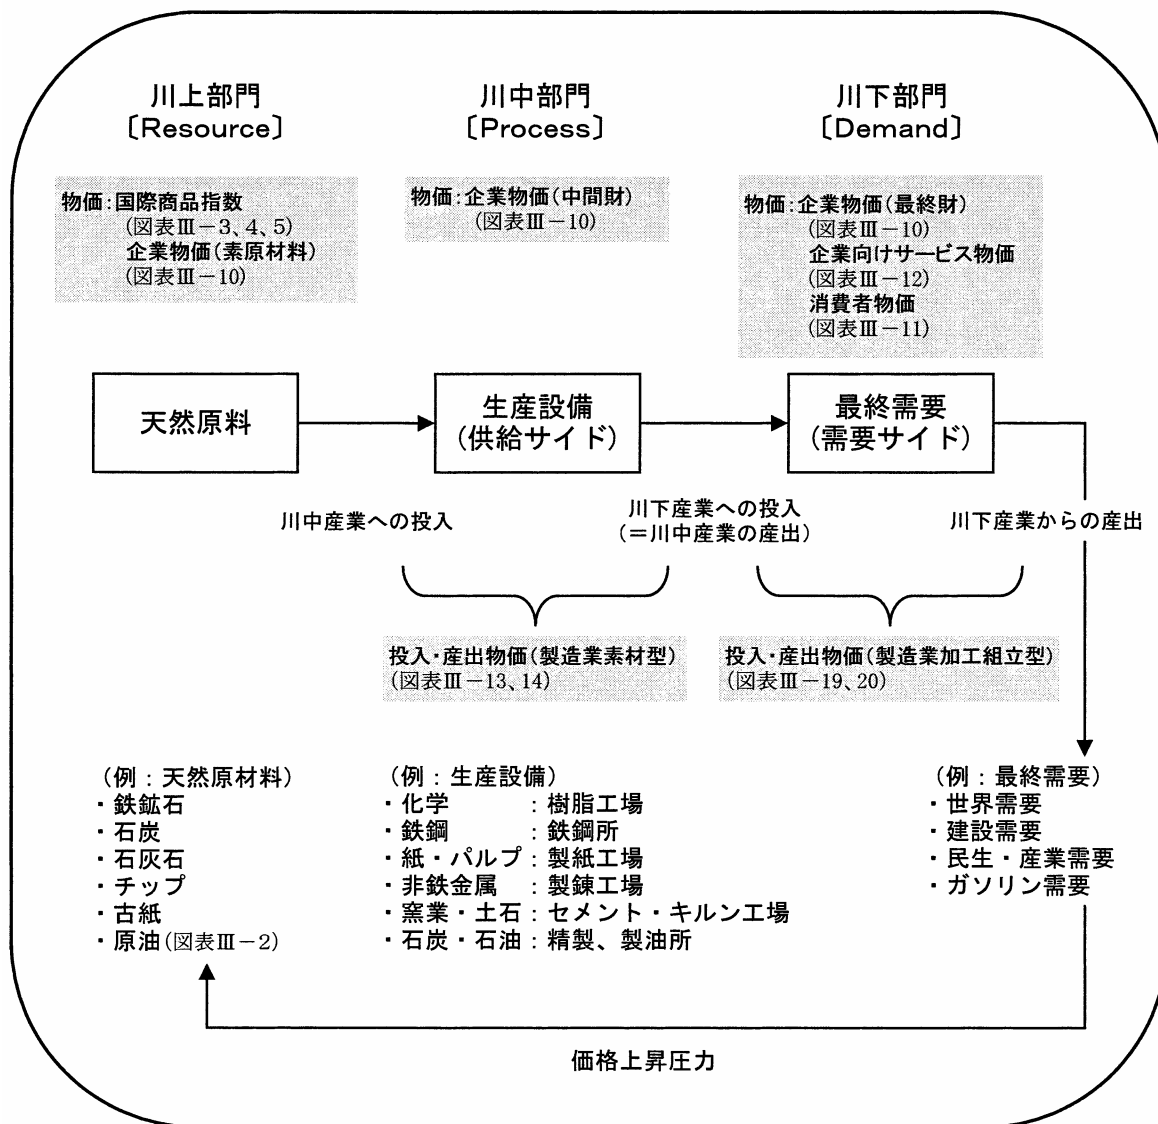 川上部門
〔Resource〕
川中部門
〔Process〕
川下部門
〔Demand〕
物価:国際商品指数
(図表Ⅲ－3、4、5)
企業物価(素原材料)
(図表Ⅲ－10)
物価:企業物価(中間財)
(図表Ⅲ－10)
物価:企業物価(最終財)
(図表Ⅲ－10)
企業向けサービス物価
(図表Ⅲ－12)
消費者物価
(図表Ⅲ－11)
天然原料
生産設備
(供給サイド)
最終需要
(需要サイド)
川中産業への投入
川下産業への投入
(＝川中産業の産出)
川下産業からの産出
投入・産出物価(製造業素材型)
(図表Ⅲ－13、14)
投入・産出物価(製造業加工組立型)
(図表Ⅲ－19、20)
(例：天然原材料)
・鉄鉱石
・石炭
・石灰石
・チップ
・古紙
・原油(図表Ⅲ－2)
(例：生産設備)
・化学　　　：樹脂工場
・鉄鋼　　　：鉄鋼所
・紙・パルプ：製紙工場
・非鉄金属　：製錬工場
・窯業・土石：セメント・キルン工場
・石炭・石油：精製、製油所
(例：最終需要)
・世界需要
・建設需要
・民生・産業需要
・ガソリン需要
価格上昇圧力